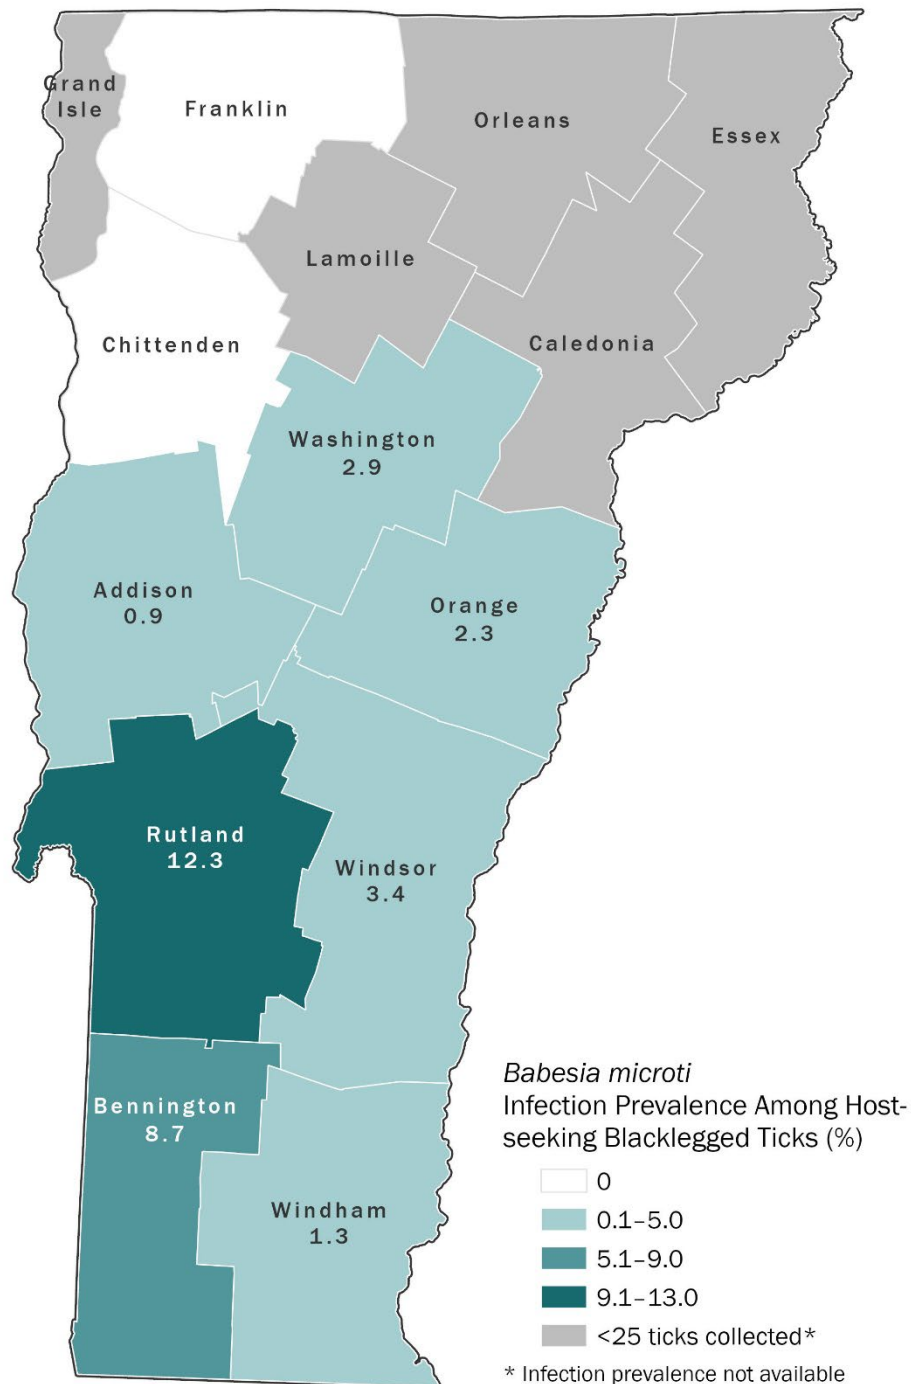 Grand
Isle
Franklin
Orleans
Essex
Lamoille
Chittenden
Caledonia
Washington
2.9
Addison
0.9
Orange
2.3
Rutland
12.3
Windsor
3.4
Bennington
8.7
Windham
1.3
Babesia microti
Infection Prevalence Among Host-
seeking Blacklegged Ticks (%)
0
0.1–5.0
5.1–9.0
9.1–13.0
<25 ticks collected*
* Infection prevalence not available